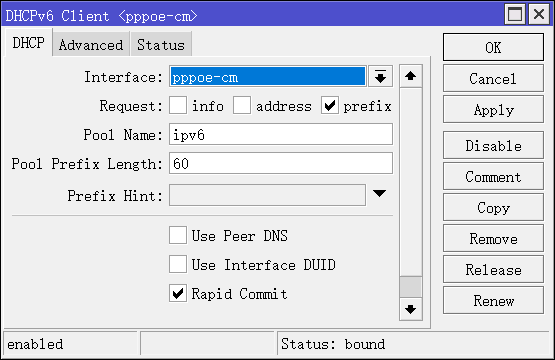 DHCPv6 Client <pppoe-cm>
DHCP Advanced Status
Interface: pppoe-cm
Request: info address prefix
Pool Name: ipv6
Pool Prefix Length: 60
Prefix Hint:
Use Peer DNS
Use Interface DUID
Rapid Commit
OK
Cancel
Apply
Disable
Comment
Copy
Remove
Release
Renew
enabled Status: bound